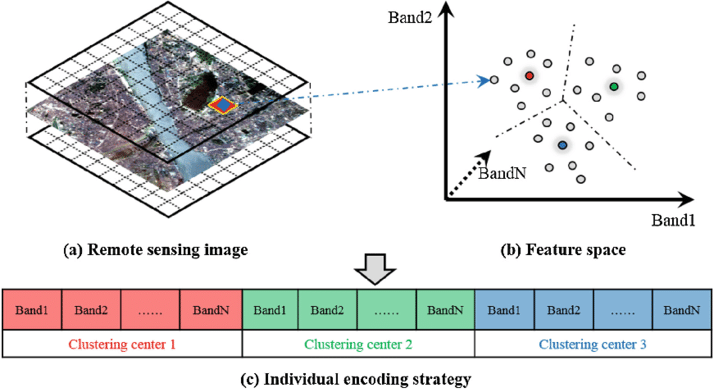 Band2
BandN
Band1
(a) Remote sensing image
(b) Feature space
Band1 Band2 ...... BandN Band1 Band2 ...... BandN Band1 Band2 ...... BandN
Clustering center 1 Clustering center 2 Clustering center 3
(c) Individual encoding strategy